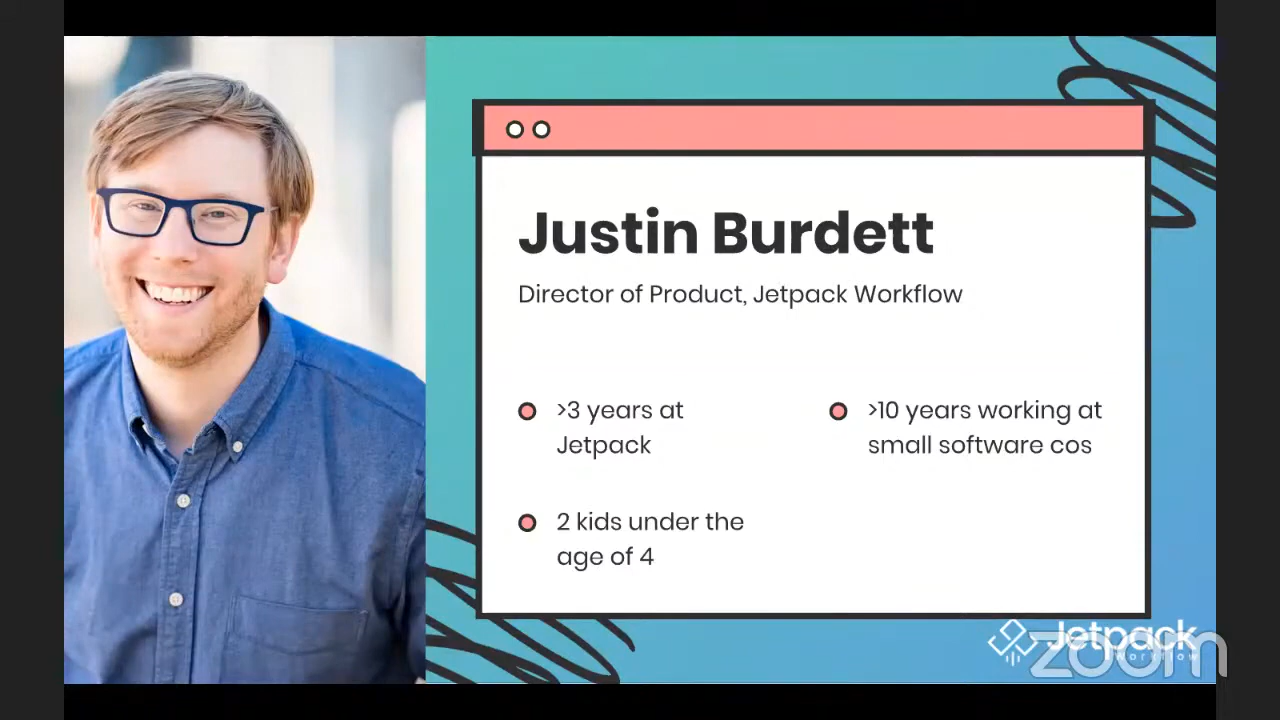 Justin Burdett
Director of Product, Jetpack Workflow
>3 years at
Jetpack
>10 years working at
small software cos
2 kids under the
age of 4
Jetpack
Workflow
zoom